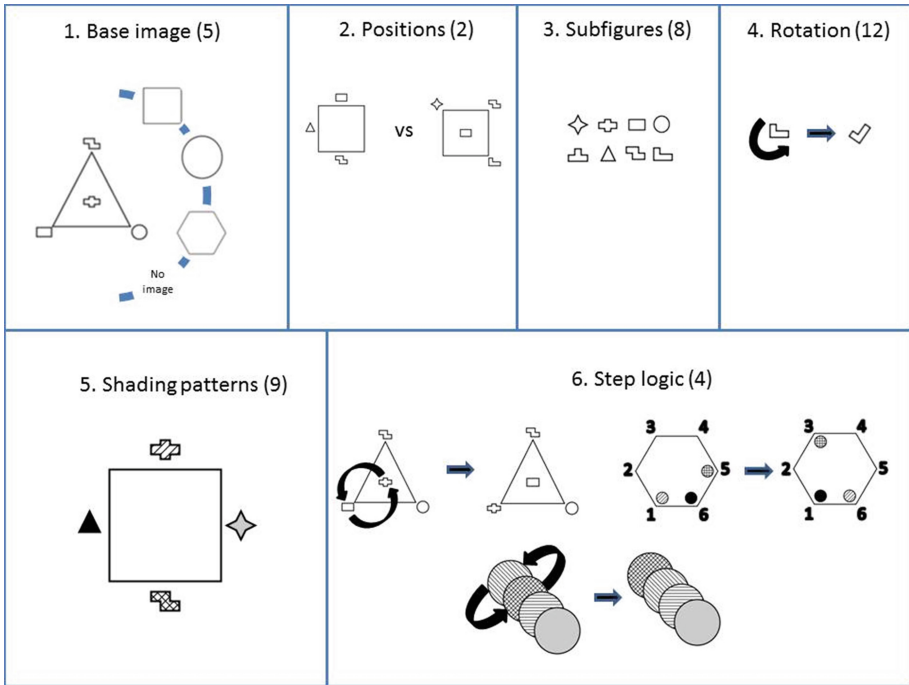 1. Base image (5)
No
image
2. Positions (2)
vs
3. Subfigures (8)
4. Rotation (12)
5. Shading patterns (9)
6. Step logic (4)
3 4
2 5
1 6
3 4
2 5
1 6